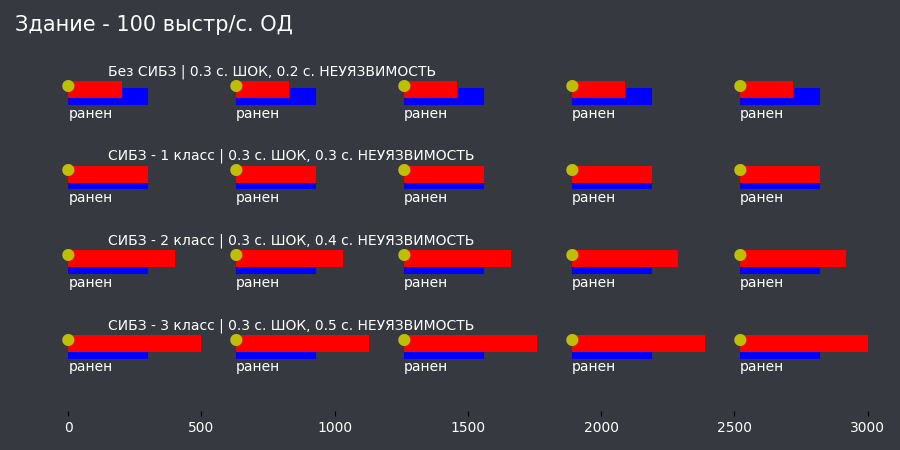 Здание - 100 выстр/с. ОД
Без СИБЗ | 0.3 с. ШОК, 0.2 с. НЕУЯЗВИМОСТЬ
ранен ранен ранен ранен ранен
СИБЗ - 1 класс | 0.3 с. ШОК, 0.3 с. НЕУЯЗВИМОСТЬ
ранен ранен ранен ранен ранен
СИБЗ - 2 класс | 0.3 с. ШОК, 0.4 с. НЕУЯЗВИМОСТЬ
ранен ранен ранен ранен ранен
СИБЗ - 3 класс | 0.3 с. ШОК, 0.5 с. НЕУЯЗВИМОСТЬ
ранен ранен ранен ранен ранен
0 500 1000 1500 2000 2500 3000